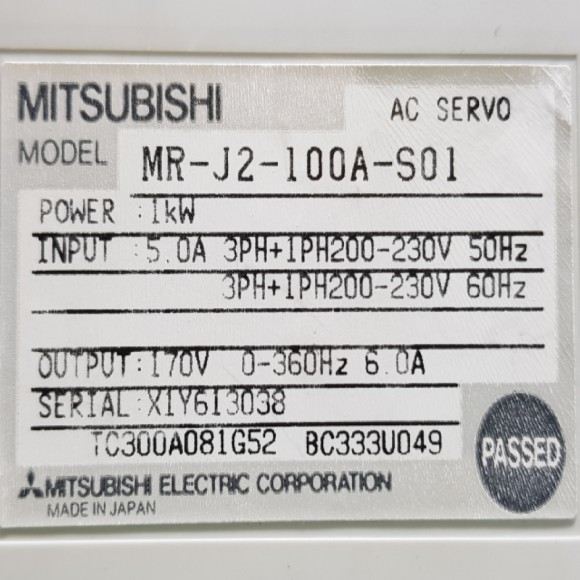 MITSUBISHI
AC SERVO
MODEL MR-J2-100A-S01
POWER :1kW
INPUT :5.0A 3PH+1PH200-230V 50Hz
3PH+1PH200-230V 60Hz
OUTPUT:170V 0-360Hz 6.0A
SERIAL:X1Y613038
TC300A081G52 BC333U049
PASSED
MITSUBISHI ELECTRIC CORPORATION
MADE IN JAPAN